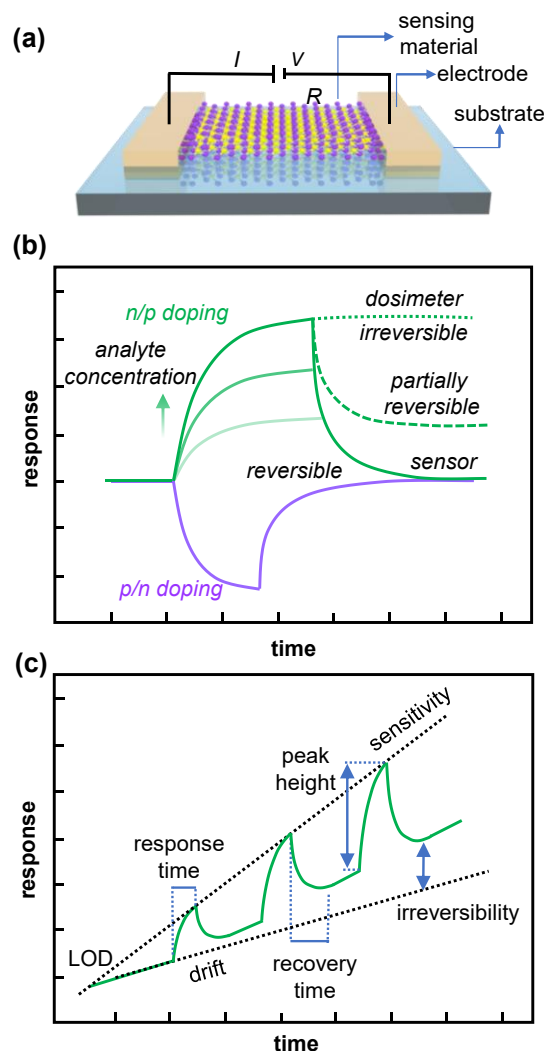 (a)
sensing
material
I
V
R
electrode
substrate
(b)
n/p doping
dosimeter
irreversible
analyte
concentration
partially
reversible
reversible
sensor
p/n doping
response
time
(c)
sensitivity
peak
height
response
time
irreversibility
LOD
drift
recovery
time
response
time